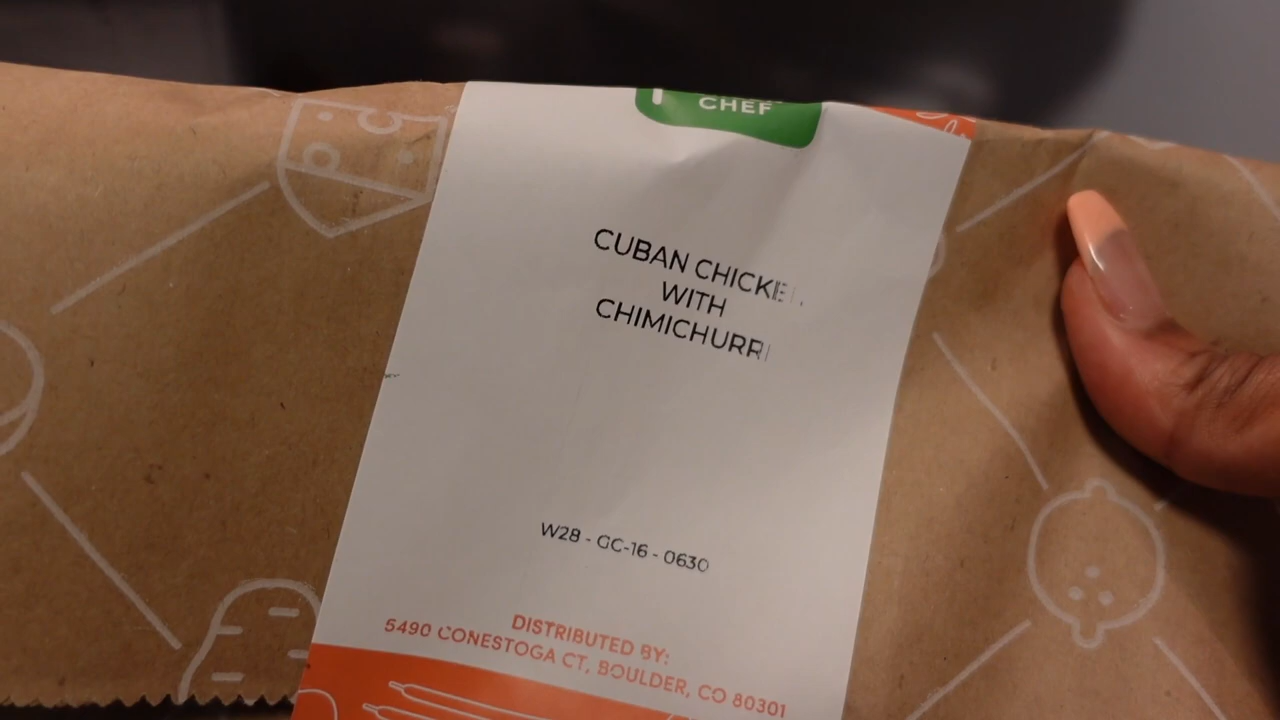 CHEF
CUBAN CHICKEN
WITH
CHIMICHURRI
W28 - GC-16 - 0630
DISTRIBUTED BY:
5490 CONESTOGA CT, BOULDER, CO 80301